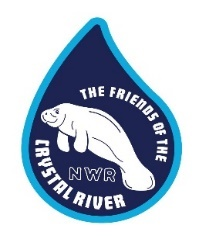 THE FRIENDS OF THE
NWR
CRYSTAL RIVER